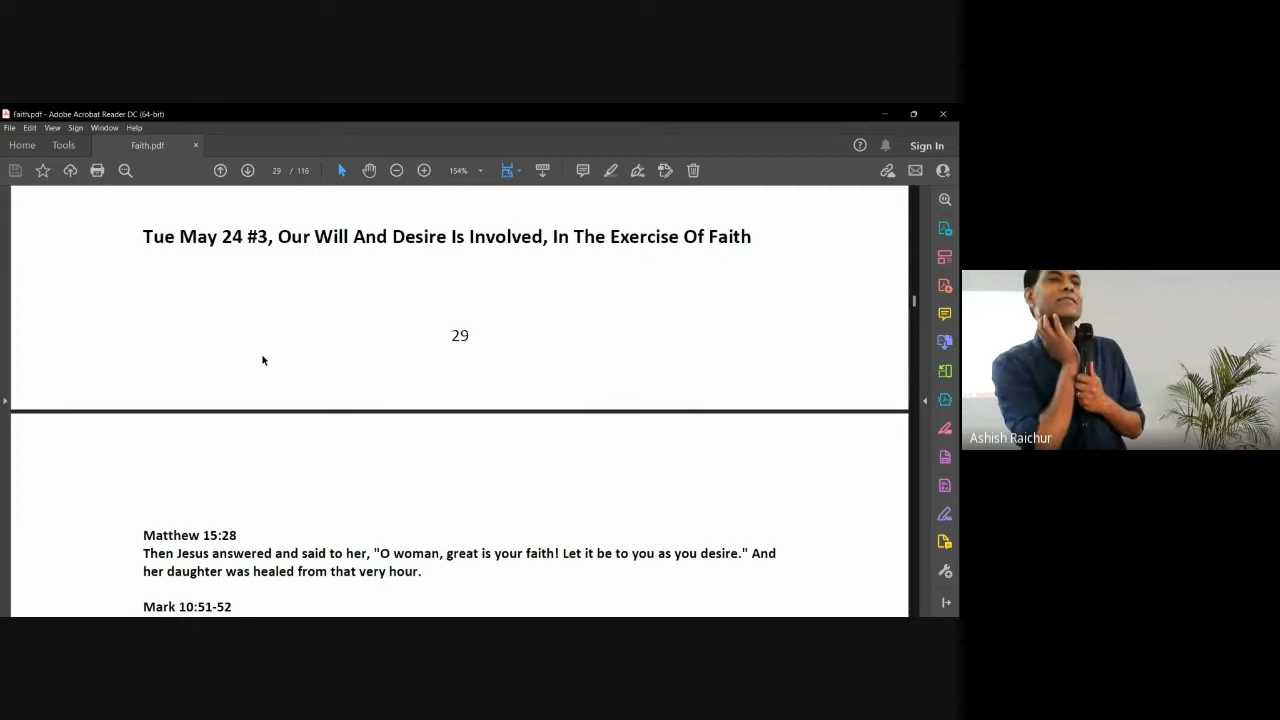 Faith.pdf - Adobe Acrobat Reader DC (64-bit)
File Edit View Sign Window Help
Home Tools Faith.pdf × Sign In
29 / 116 154%
Tue May 24 #3, Our Will And Desire Is Involved, In The Exercise Of Faith
29
Matthew 15:28
Then Jesus answered and said to her, "O woman, great is your faith! Let it be to you as you desire." And
her daughter was healed from that very hour.
Mark 10:51-52
Ashish Raichur